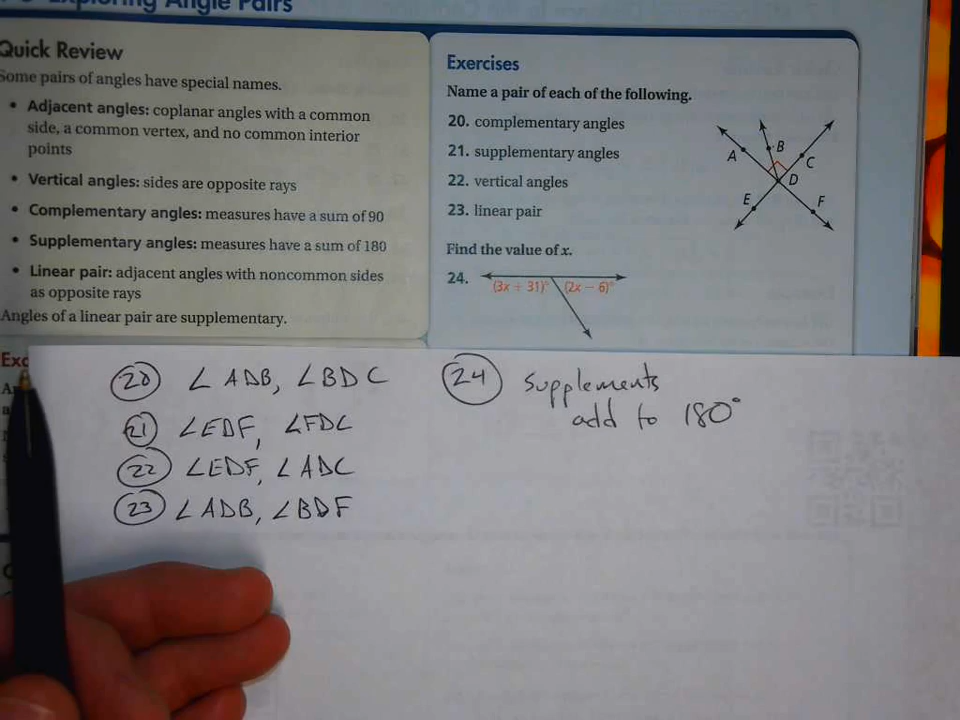 Exploring Angle Pairs
Quick Review
Some pairs of angles have special names.
• Adjacent angles: coplanar angles with a common
side, a common vertex, and no common interior
points
• Vertical angles: sides are opposite rays
• Complementary angles: measures have a sum of 90
• Supplementary angles: measures have a sum of 180
• Linear pair: adjacent angles with noncommon sides
as opposite rays
Angles of a linear pair are supplementary.
Exercises
Name a pair of each of the following.
20. complementary angles
21. supplementary angles
22. vertical angles
23. linear pair
A
B
C
D
E
F
Find the value of x.
24.
(3x + 31)°
(2x − 6)°
20 ∠ADB, ∠BDC
21 ∠EDF, ∠FDC
22 ∠EDF, ∠ADC
23 ∠ADB, ∠BDF
24 Supplements
add to 180°